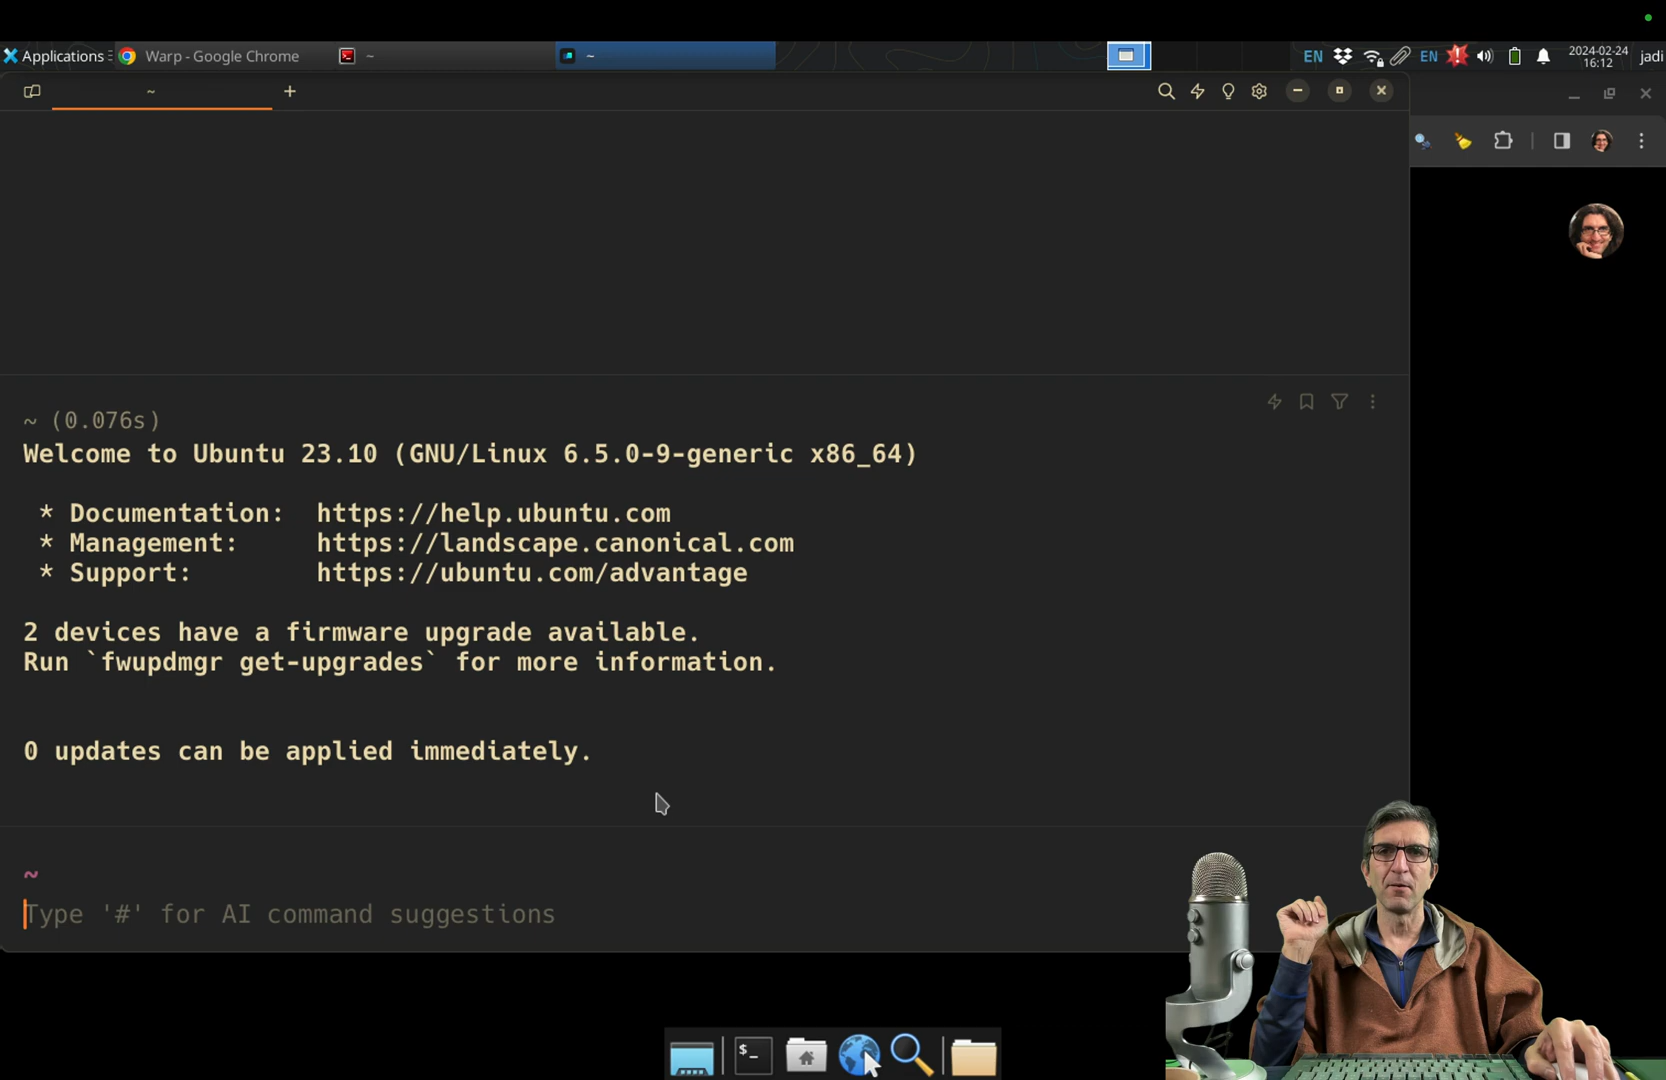 Applications
Warp - Google Chrome
~
~
EN
EN
2024-02-24
16:12
jadi
~
+
~ (0.076s)
Welcome to Ubuntu 23.10 (GNU/Linux 6.5.0-9-generic x86_64)
* Documentation: https://help.ubuntu.com
* Management: https://landscape.canonical.com
* Support: https://ubuntu.com/advantage
2 devices have a firmware upgrade available.
Run `fwupdmgr get-upgrades` for more information.
0 updates can be applied immediately.
~
Type '#' for AI command suggestions
$_